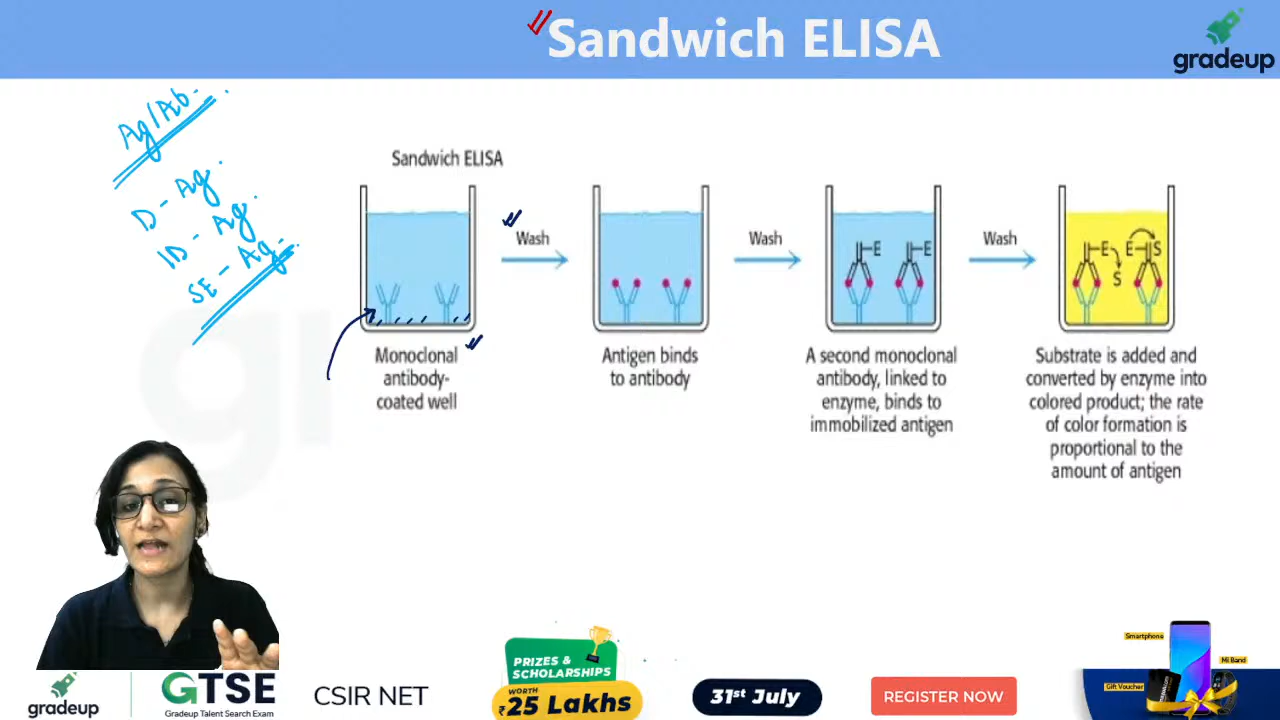 Sandwich ELISA
gradeup
Ag/Ab
D - Ag
ID - Ag
SE - Ag
Sandwich ELISA
Wash
Wash
Wash
E
E
E
S
E
S
Monoclonal
antibody-
coated well
Antigen binds
to antibody
A second monoclonal
antibody, linked to
enzyme, binds to
immobilized antigen
Substrate is added and
converted by enzyme into
colored product; the rate
of color formation is
proportional to the
amount of antigen
gradeup
GTSE
Gradeup Talent Search Exam
CSIR NET
PRIZES &
SCHOLARSHIPS
WORTH
₹25 Lakhs
31st July
REGISTER NOW
Smartphone
Mi Band
Gift Voucher